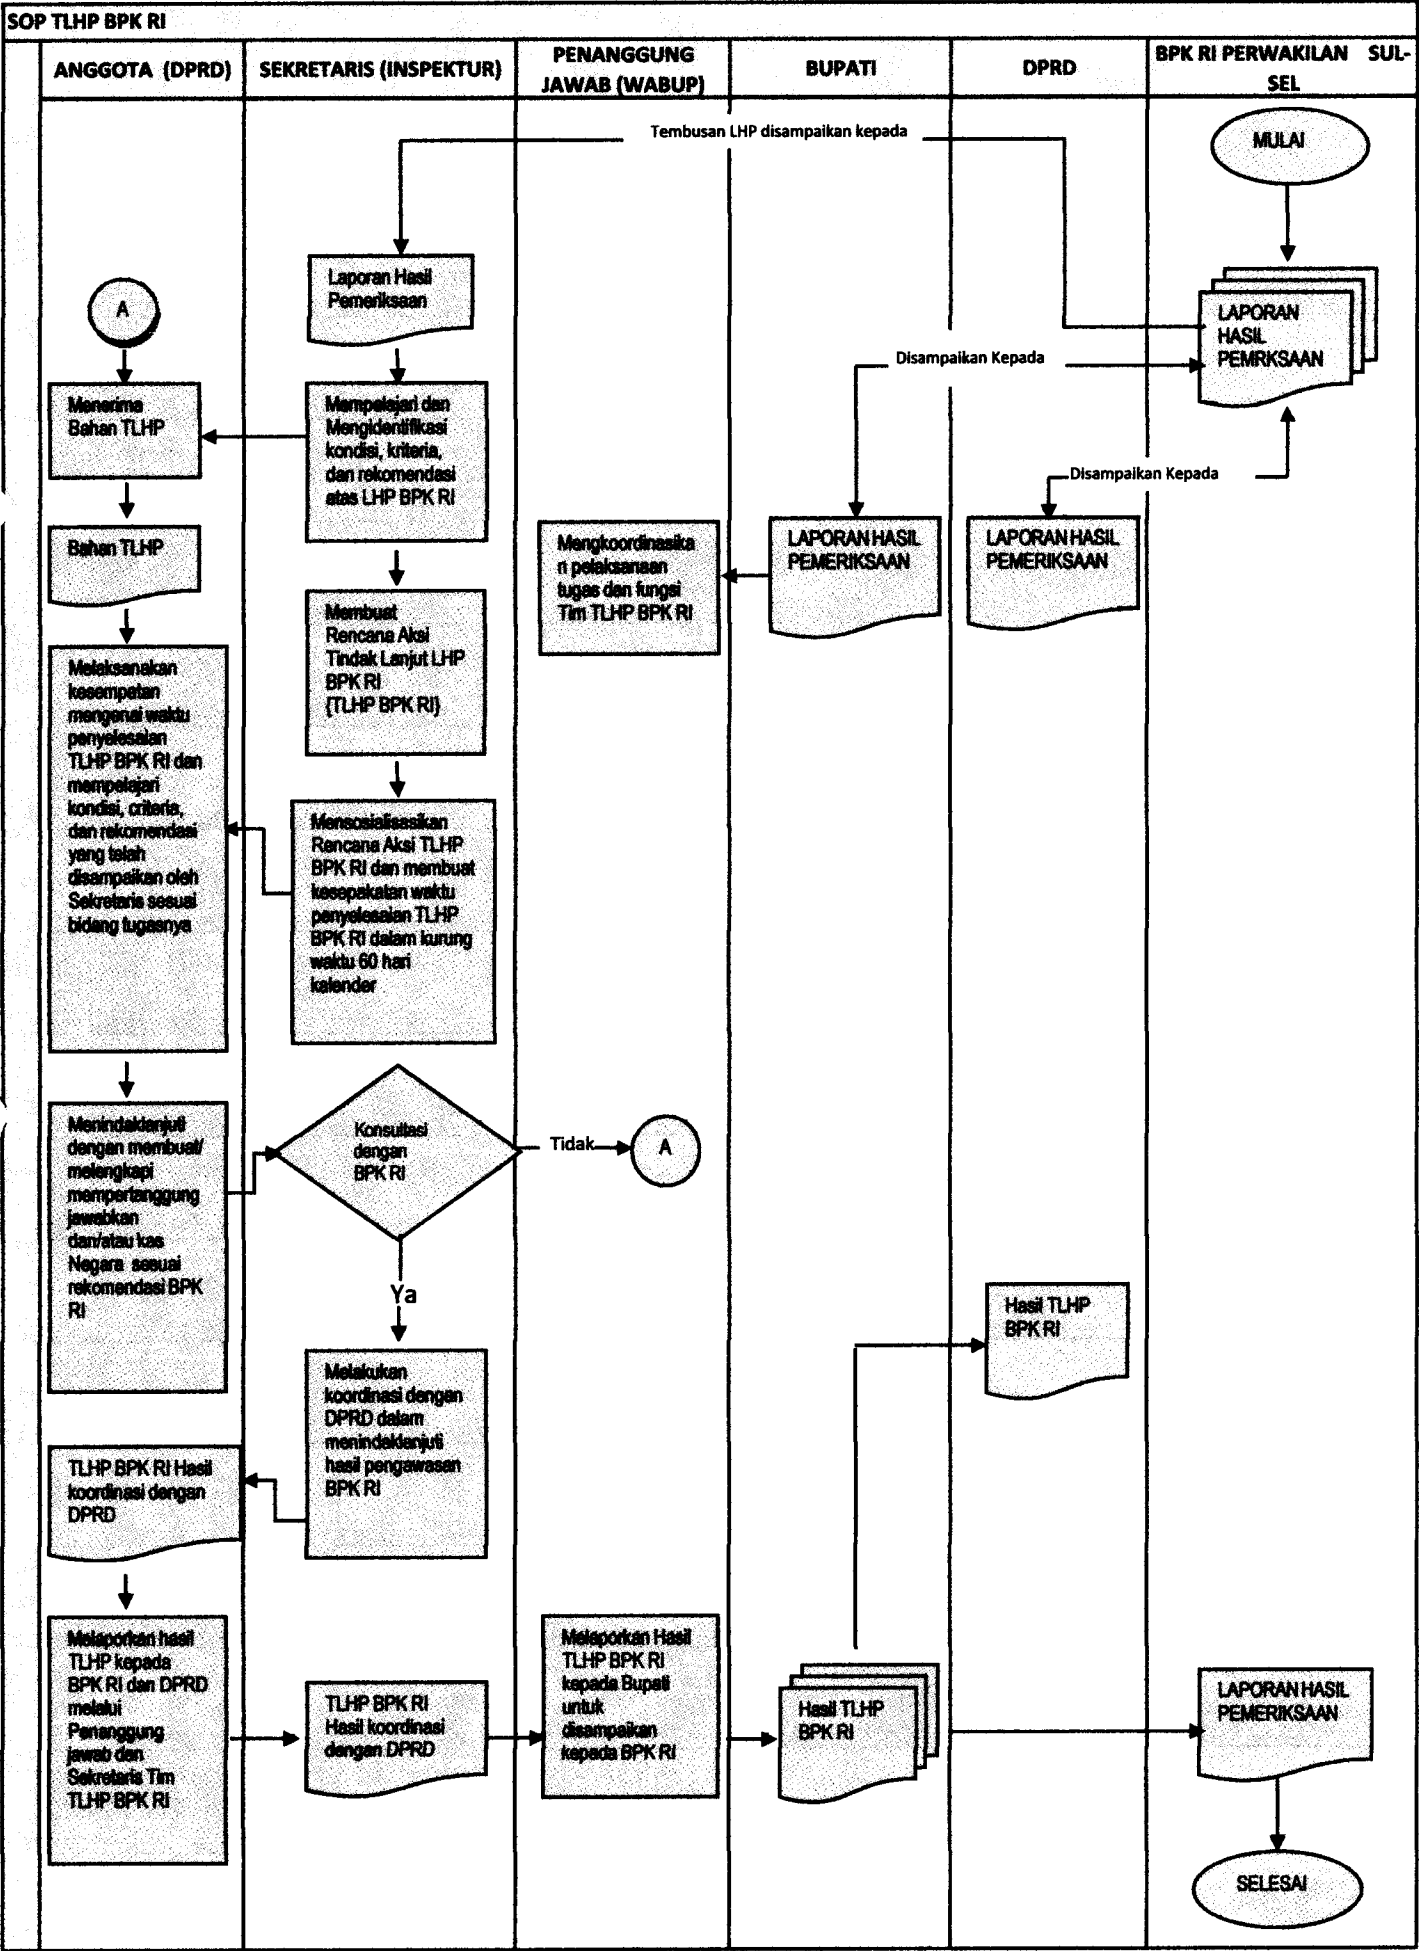 SOP TLHP BPK RI
ANGGOTA (DPRD)
SEKRETARIS (INSPEKTUR)
PENANGGUNG
JAWAB (WABUP)
BUPATI
DPRD
BPK RI PERWAKILAN SUL-
SEL
Tembusan LHP disampaikan kepada
MULAI
Laporan Hasil
Pemeriksaan
A
LAPORAN
HASIL
PEMRKSAAN
Disampaikan Kepada
Menerima
Bahan TLHP
Mempelajari dan
Mengidentifikasi
kondisi, kriteria,
dan rekomendasi
atas LHP BPK RI
Disampaikan Kepada
Bahan TLHP
Mengkoordinasika
n pelaksanaan
tugas dan fungsi
Tim TLHP BPK RI
LAPORAN HASIL
PEMERIKSAAN
LAPORAN HASIL
PEMERIKSAAN
Membuat
Rencana Aksi
Tindak Lanjut LHP
BPK RI
(TLHP BPK RI)
Melaksanakan
kesempatan
mengenai waktu
penyelesaian
TLHP BPK RI dan
mempelajari
kondisi, criteria,
dan rekomendasi
yang telah
disampaikan oleh
Sekretaris sesuai
bidang tugasnya
Mensosialisasikan
Rencana Aksi TLHP
BPK RI dan membuat
kesepakatan waktu
penyelesaian TLHP
BPK RI dalam kurung
waktu 60 hari
kalender
Menindaklanjuti
dengan membuat/
melengkapi
mempertanggung
jawabkan
dan/atau kas
Negara sesuai
rekomendasi BPK
RI
Konsultasi
dengan
BPK RI
Tidak
A
Ya
Hasil TLHP
BPK RI
Melakukan
koordinasi dengan
DPRD dalam
menindaklanjuti
hasil pengawasan
BPK RI
TLHP BPK RI Hasil
koordinasi dengan
DPRD
Melaporkan hasil
TLHP kepada
BPK RI dan DPRD
melalui
Penanggung
jawab dan
Sekretaris Tim
TLHP BPK RI
TLHP BPK RI
Hasil koordinasi
dengan DPRD
Melaporkan Hasil
TLHP BPK RI
kepada Bupati
untuk
disampaikan
kepada BPK RI
Hasil TLHP
BPK RI
LAPORAN HASIL
PEMERIKSAAN
SELESAI